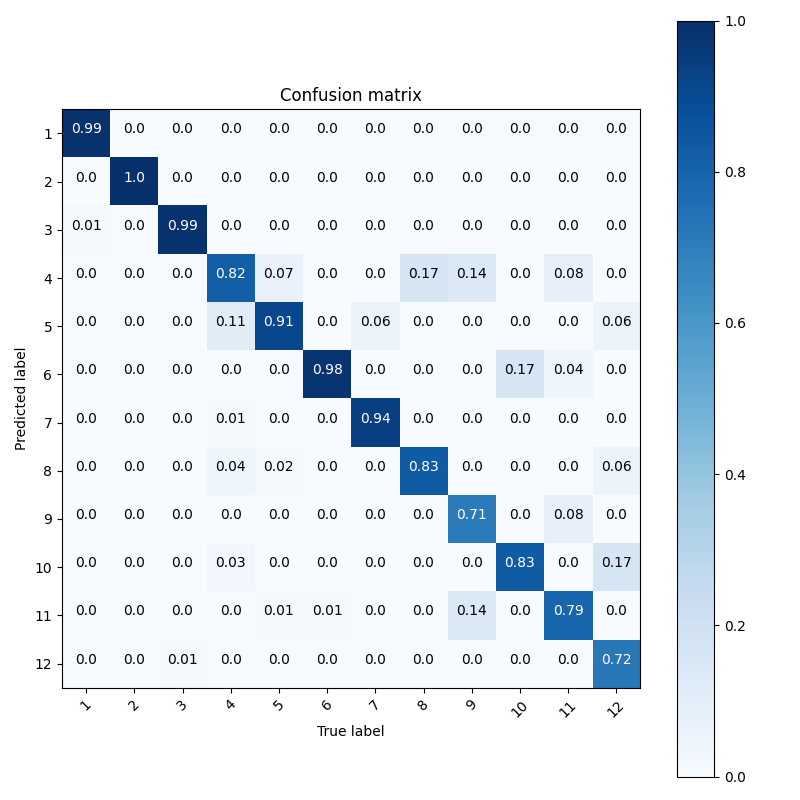 Confusion matrix
1 0.99 0.0 0.0 0.0 0.0 0.0 0.0 0.0 0.0 0.0 0.0 0.0
2 0.0 1.0 0.0 0.0 0.0 0.0 0.0 0.0 0.0 0.0 0.0 0.0
3 0.01 0.0 0.99 0.0 0.0 0.0 0.0 0.0 0.0 0.0 0.0 0.0
4 0.0 0.0 0.0 0.82 0.07 0.0 0.0 0.17 0.14 0.0 0.08 0.0
5 0.0 0.0 0.0 0.11 0.91 0.0 0.06 0.0 0.0 0.0 0.0 0.06
6 0.0 0.0 0.0 0.0 0.0 0.98 0.0 0.0 0.0 0.17 0.04 0.0
7 0.0 0.0 0.0 0.01 0.0 0.0 0.94 0.0 0.0 0.0 0.0 0.0
8 0.0 0.0 0.0 0.04 0.02 0.0 0.0 0.83 0.0 0.0 0.0 0.06
9 0.0 0.0 0.0 0.0 0.0 0.0 0.0 0.0 0.71 0.0 0.08 0.0
10 0.0 0.0 0.0 0.03 0.0 0.0 0.0 0.0 0.0 0.83 0.0 0.17
11 0.0 0.0 0.0 0.0 0.01 0.01 0.0 0.0 0.14 0.0 0.79 0.0
12 0.0 0.0 0.01 0.0 0.0 0.0 0.0 0.0 0.0 0.0 0.0 0.72
1 2 3 4 5 6 7 8 9 10 11 12
True label
Predicted label
1.0
0.8
0.6
0.4
0.2
0.0